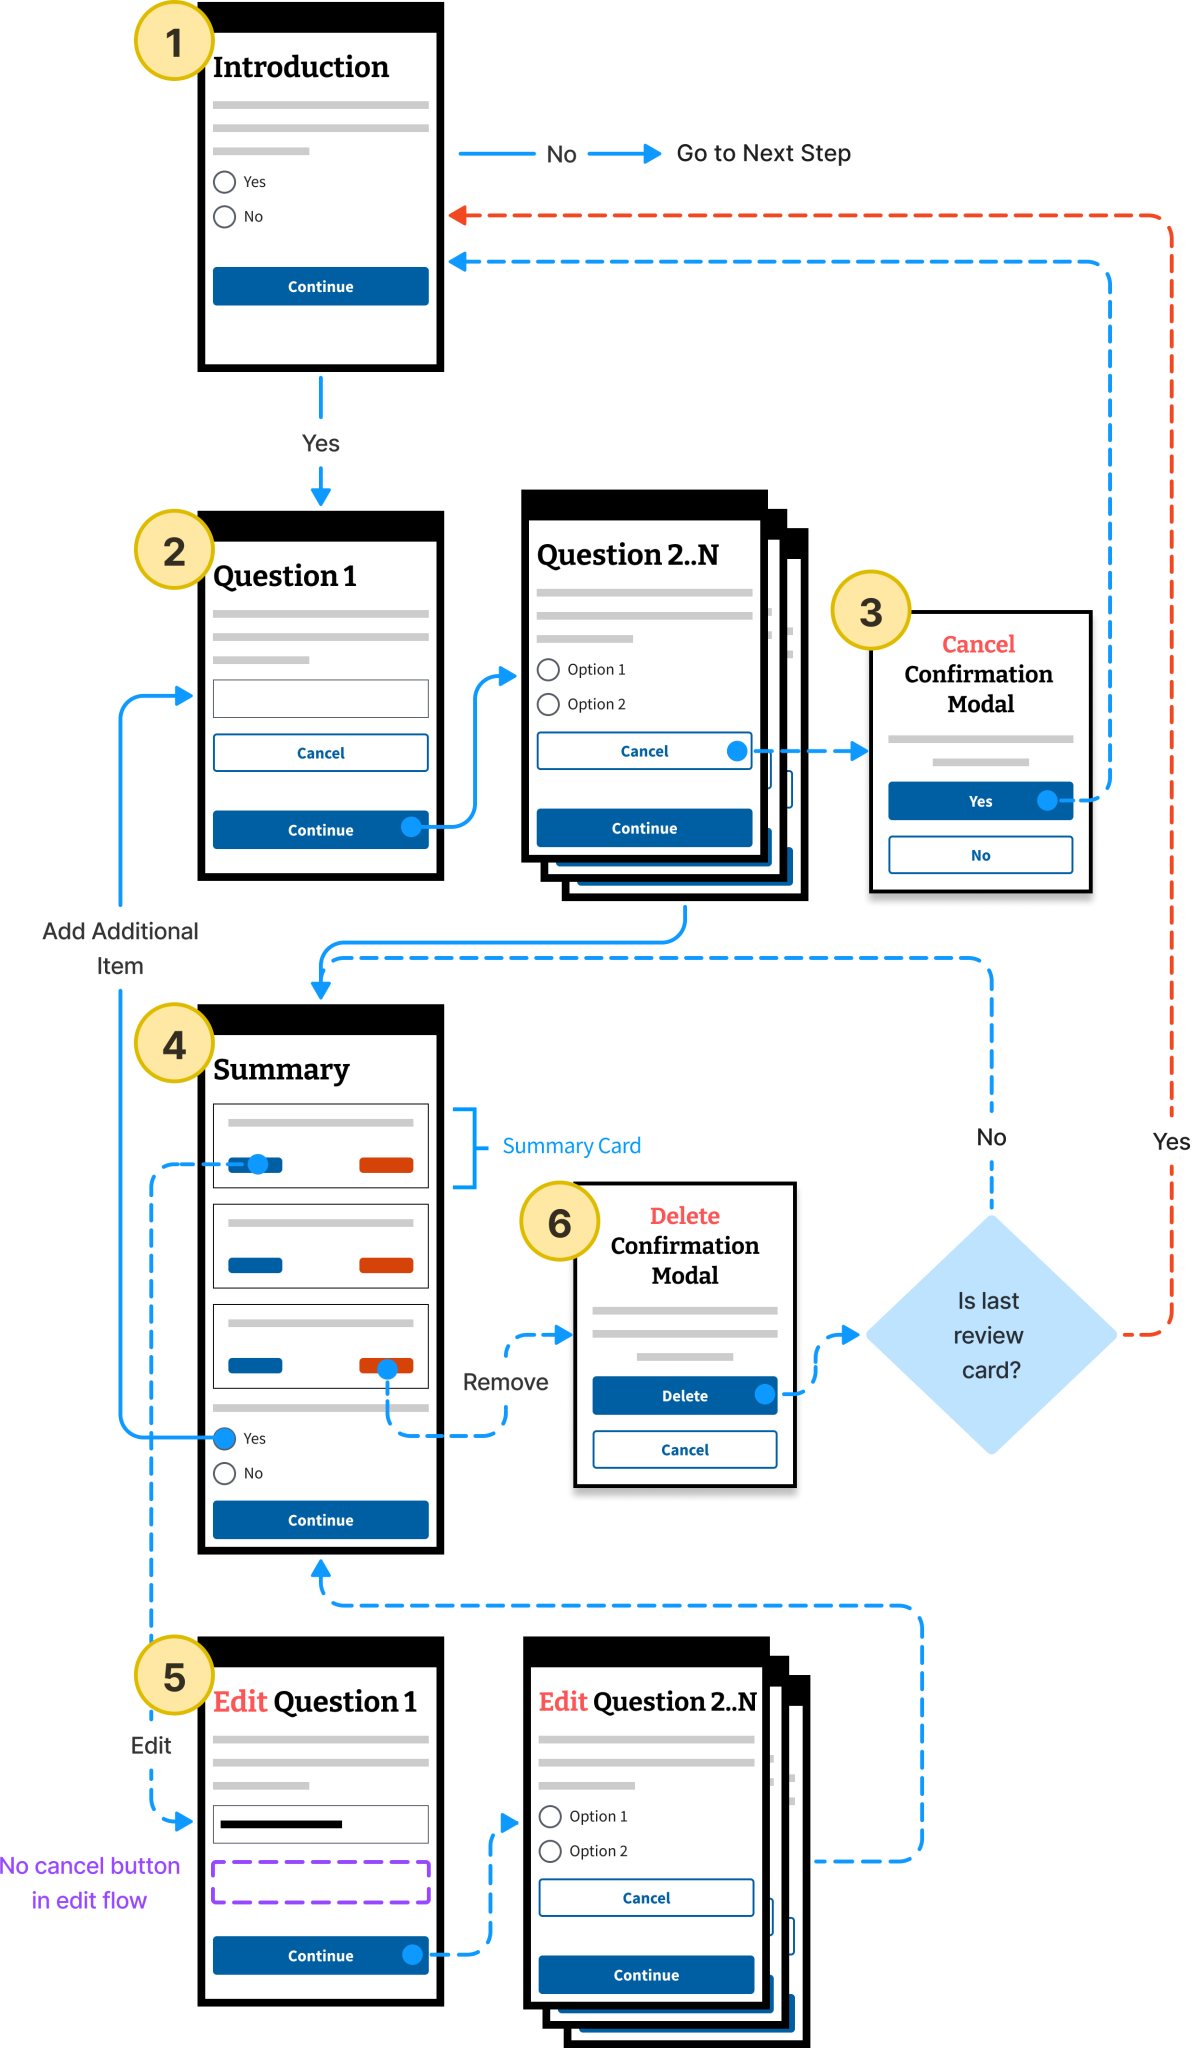 1
Introduction
Yes
No
Continue
No
Go to Next Step
Yes
2
Question 1
Cancel
Continue
Question 2..N
Option 1
Option 2
Cancel
Continue
3
Cancel
Confirmation
Modal
Yes
No
Add Additional
Item
4
Summary
Summary Card
Yes
No
Continue
Remove
6
Delete
Confirmation
Modal
Delete
Cancel
Is last
review
card?
No
Yes
5
Edit Question 1
Edit
No cancel button
in edit flow
Continue
Edit Question 2..N
Option 1
Option 2
Cancel
Continue